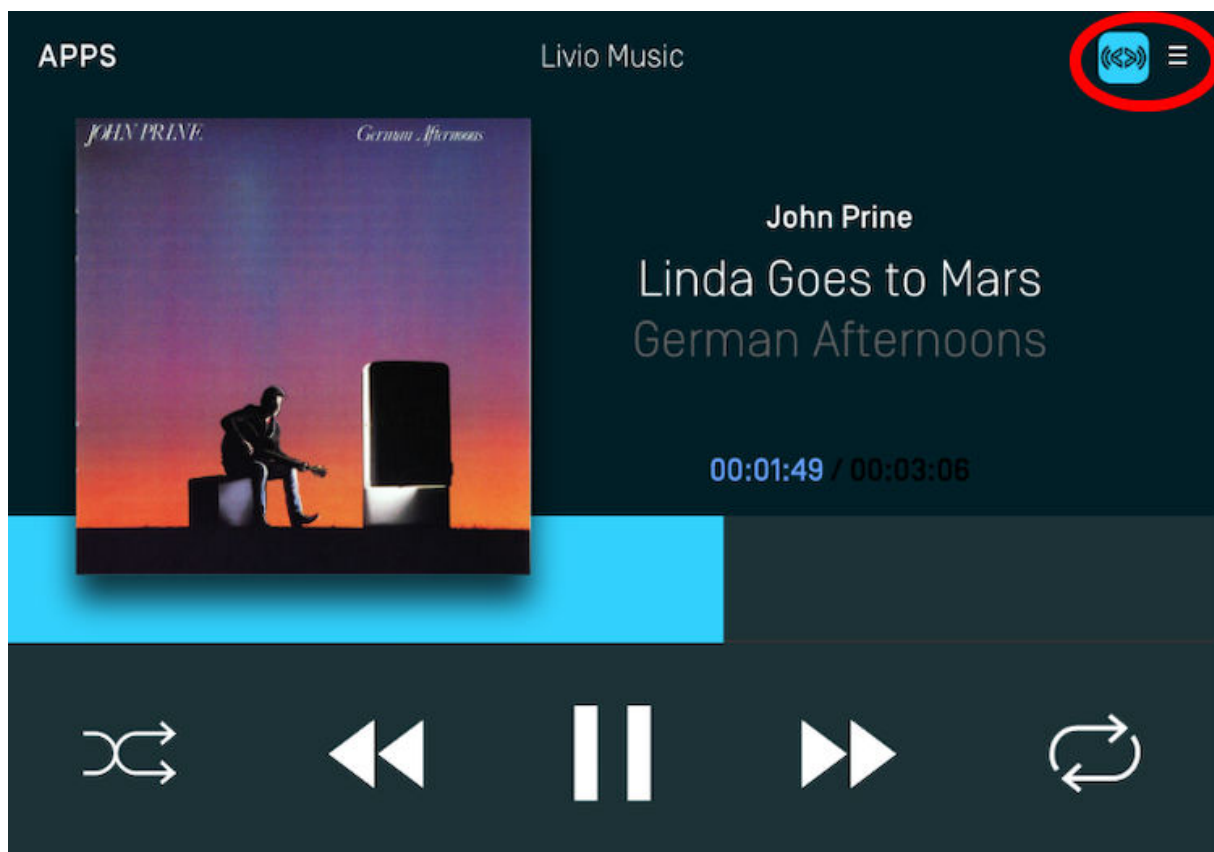 APPS
Livio Music
JOHN PRINE
German Afternoons
John Prine
Linda Goes to Mars
German Afternoons
00:01:49 / 00:03:06